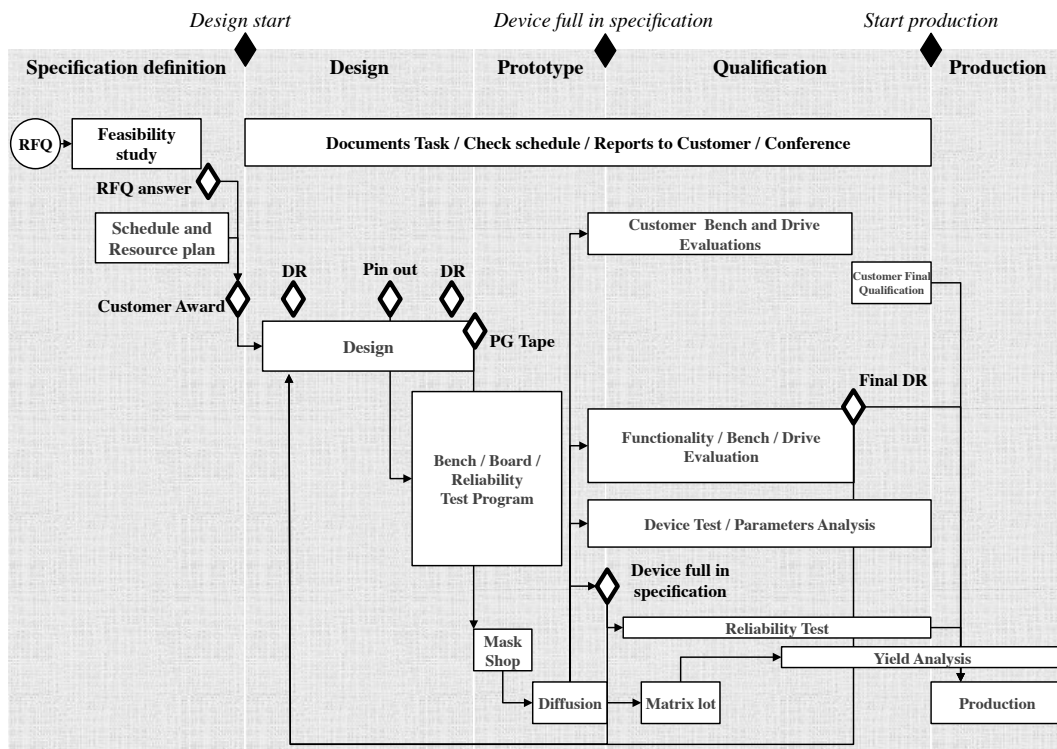 Design start
Device full in specification
Start production
Specification definition
Design
Prototype
Qualification
Production
RFQ
Feasibility
study
Documents Task / Check schedule / Reports to Customer / Conference
RFQ answer
Schedule and
Resource plan
Customer Bench and Drive
Evaluations
Customer Final
Qualification
DR
Pin out
DR
Customer Award
PG Tape
Design
Final DR
Functionality / Bench / Drive
Evaluation
Bench / Board /
Reliability
Test Program
Device Test / Parameters Analysis
Device full in
specification
Reliability Test
Mask
Shop
Yield Analysis
Diffusion
Matrix lot
Production